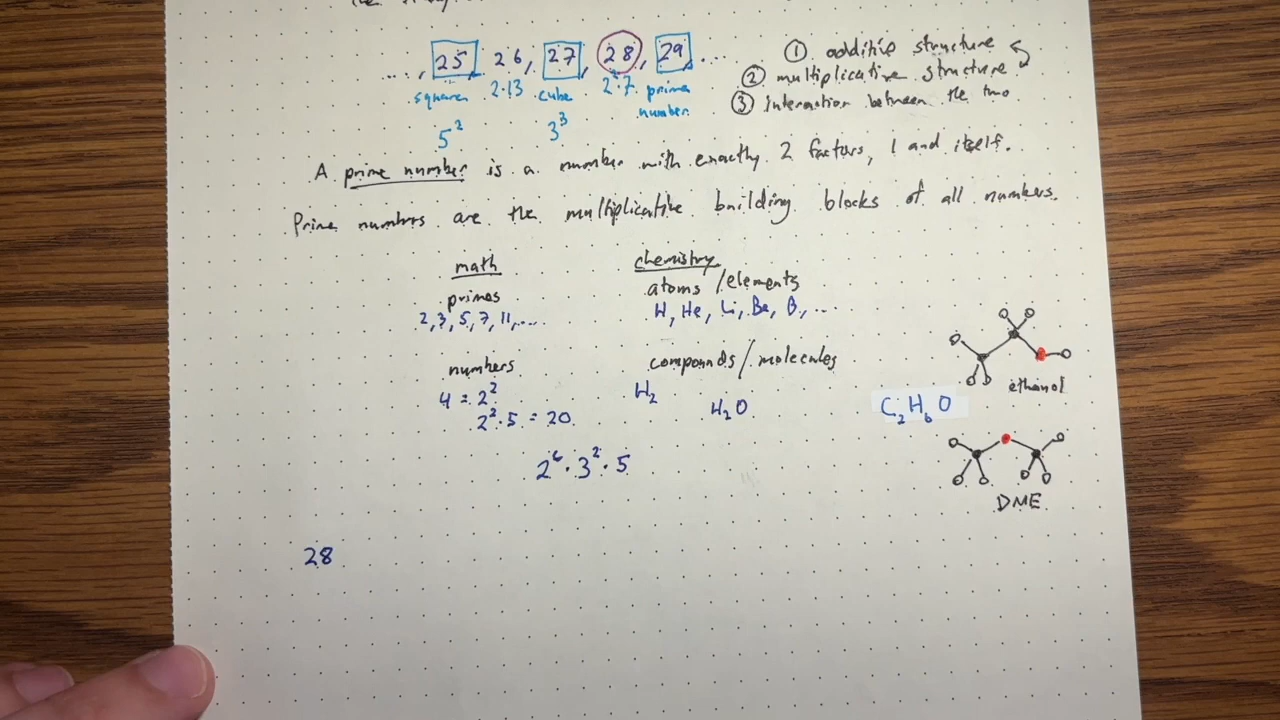 ...., 25, 26, 27, 28, 29, ....
square 2·13 cube 2²·7 prime number
5² 3³
① additive structure
② multiplicative structure
③ interaction between the two
A prime number is a number with exactly 2 factors, 1 and itself.
Prime numbers are the multiplicative building blocks of all numbers.
math
primes
2, 3, 5, 7, 11, ....
numbers
4 = 2²
2²·5 = 20
2⁶·3²·5
chemistry
atoms/elements
H, He, Li, Be, B, ...
compounds/molecules
H₂
H₂O
C₂H₆O
ethanol
DME
28